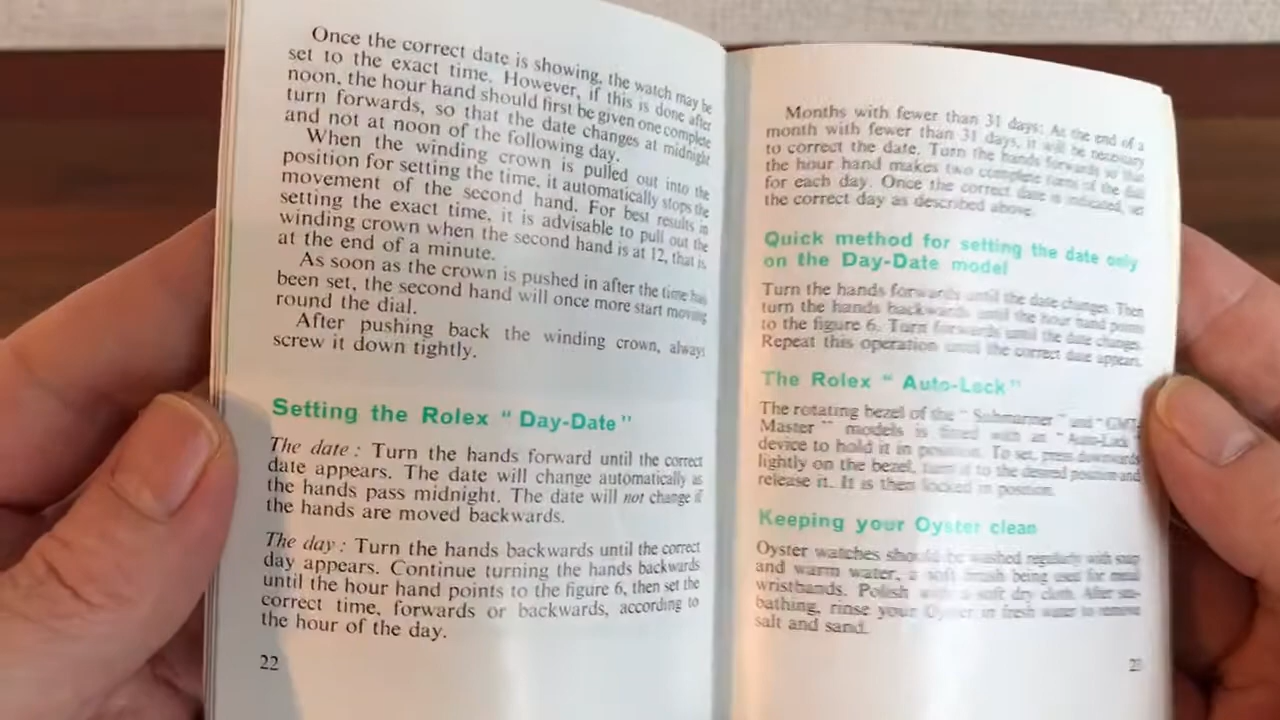 Once the correct date is showing, the watch may be
set to the exact time. However, if this is done after
noon, the hour hand should first be given one complete
turn forwards, so that the date changes at midnight
and not at noon of the following day.
When the winding crown is pulled out into the
position for setting the time, it automatically stops the
movement of the second hand. For best results in
setting the exact time, it is advisable to pull out the
winding crown when the second hand is at 12, that is,
at the end of a minute.
As soon as the crown is pushed in after the time has
been set, the second hand will once more start moving
round the dial.
After pushing back the winding crown, always
screw it down tightly.
Setting the Rolex “ Day-Date ”
The date : Turn the hands forward until the correct
date appears. The date will change automatically as
the hands pass midnight. The date will not change if
the hands are moved backwards.
The day : Turn the hands backwards until the correct
day appears. Continue turning the hands backwards
until the hour hand points to the figure 6, then set the
correct time, forwards or backwards, according to
the hour of the day.
22
Months with fewer than 31 days: At the end of a
month with fewer than 31 days, it will be necessary
to correct the date. Turn the hands forwards so that
the hour hand makes two complete turns of the dial
for each day. Once the correct date is indicated, set
the correct day as described above.
Quick method for setting the date only
on the Day-Date model
Turn the hands forwards until the date changes. Then
turn the hands backwards until the hour hand points
to the figure 6. Turn forwards until the date changes.
Repeat this operation until the correct date appears.
The Rolex “ Auto-Lock ”
The rotating bezel of the “ Submariner ” and “ GMT-
Master ” models is fitted with an “ Auto-Lock ”
device to hold it in position. To set, press downwards
lightly on the bezel, turn it to the desired position and
release it. It is then locked in position.
Keeping your Oyster clean
Oyster watches should be washed regularly with soap
and warm water, a soft brush being used for metal
wristbands. Polish with a soft dry cloth. After sea-
bathing, rinse your Oyster in fresh water to remove
salt and sand.